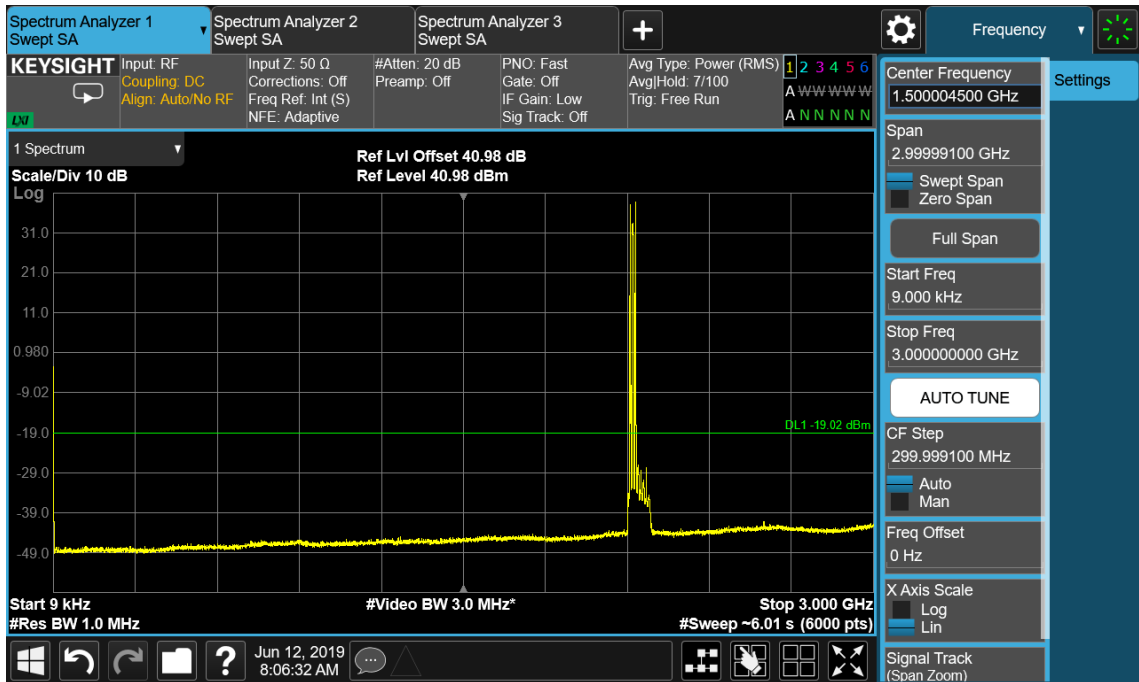 Spectrum Analyzer 1
Swept SA
Spectrum Analyzer 2
Swept SA
Spectrum Analyzer 3
Swept SA
Frequency
KEYSIGHT
LXI
Input: RF
Coupling: DC
Align: Auto/No RF
Input Z: 50 Ω
Corrections: Off
Freq Ref: Int (S)
NFE: Adaptive
#Atten: 20 dB
Preamp: Off
PNO: Fast
Gate: Off
IF Gain: Low
Sig Track: Off
Avg Type: Power (RMS)
Avg|Hold: 7/100
Trig: Free Run
1 2 3 4 5 6
A W W W W W
A N N N N N
1 Spectrum
Scale/Div 10 dB
Ref Lvl Offset 40.98 dB
Ref Level 40.98 dBm
Log
31.0
21.0
11.0
0.980
-9.02
-19.0
-29.0
-39.0
-49.0
DL1 -19.02 dBm
Start 9 kHz
#Res BW 1.0 MHz
#Video BW 3.0 MHz*
Stop 3.000 GHz
#Sweep ~6.01 s (6000 pts)
?
Jun 12, 2019
8:06:32 AM
Center Frequency
1.500004500 GHz
Span
2.99999100 GHz
Swept Span
Zero Span
Full Span
Start Freq
9.000 kHz
Stop Freq
3.000000000 GHz
AUTO TUNE
CF Step
299.999100 MHz
Auto
Man
Freq Offset
0 Hz
X Axis Scale
Log
Lin
Signal Track
(Span Zoom)
Settings